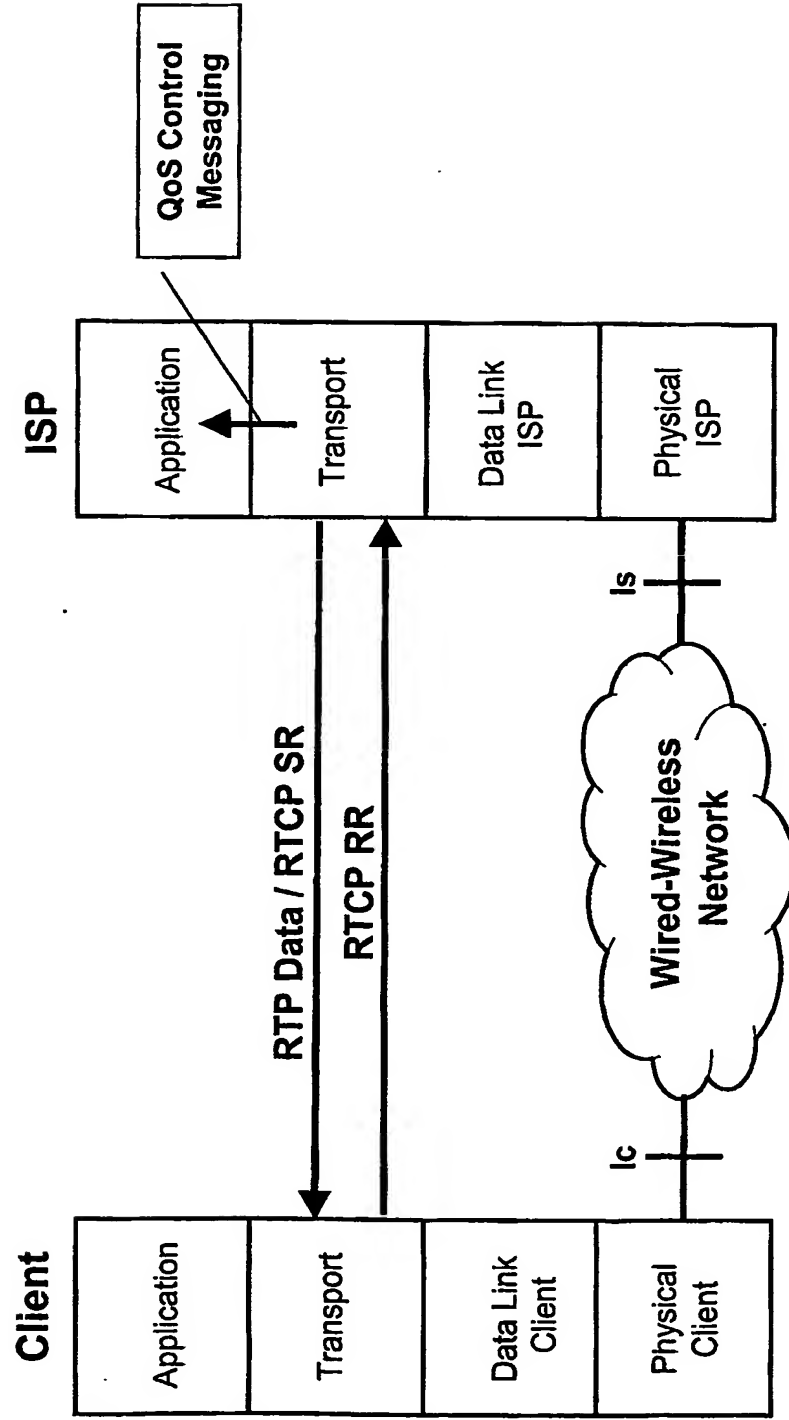 Client
Application
Transport
Data Link
Client
Physical
Client
RTP Data / RTCP SR
RTCP RR
Ic
Wired-Wireless
Network
Is
ISP
Application
Transport
Data Link
ISP
Physical
ISP
QoS Control
Messaging